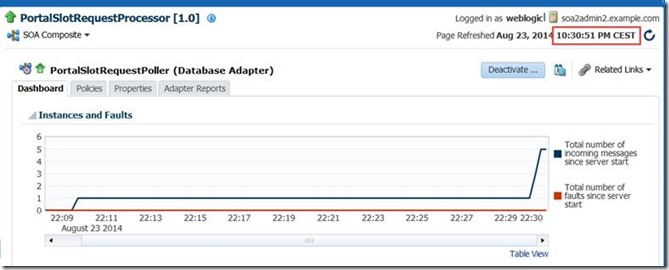 PortalSlotRequestProcessor [1.0]
Logged in as weblogic| soa2admin2.example.com
SOA Composite
Page Refreshed Aug 23, 2014 10:30:51 PM CEST
PortalSlotRequestPoller (Database Adapter)
Deactivate ...
Related Links
Dashboard Policies Properties Adapter Reports
Instances and Faults
6
5
4
3
2
1
0
22:09 22:11 22:13 22:15 22:17 22:19 22:21 22:23 22:25 22:27 22:29 22:30
August 23 2014
Total number of
incoming messages
since server start
Total number of
faults since server
start
Table View